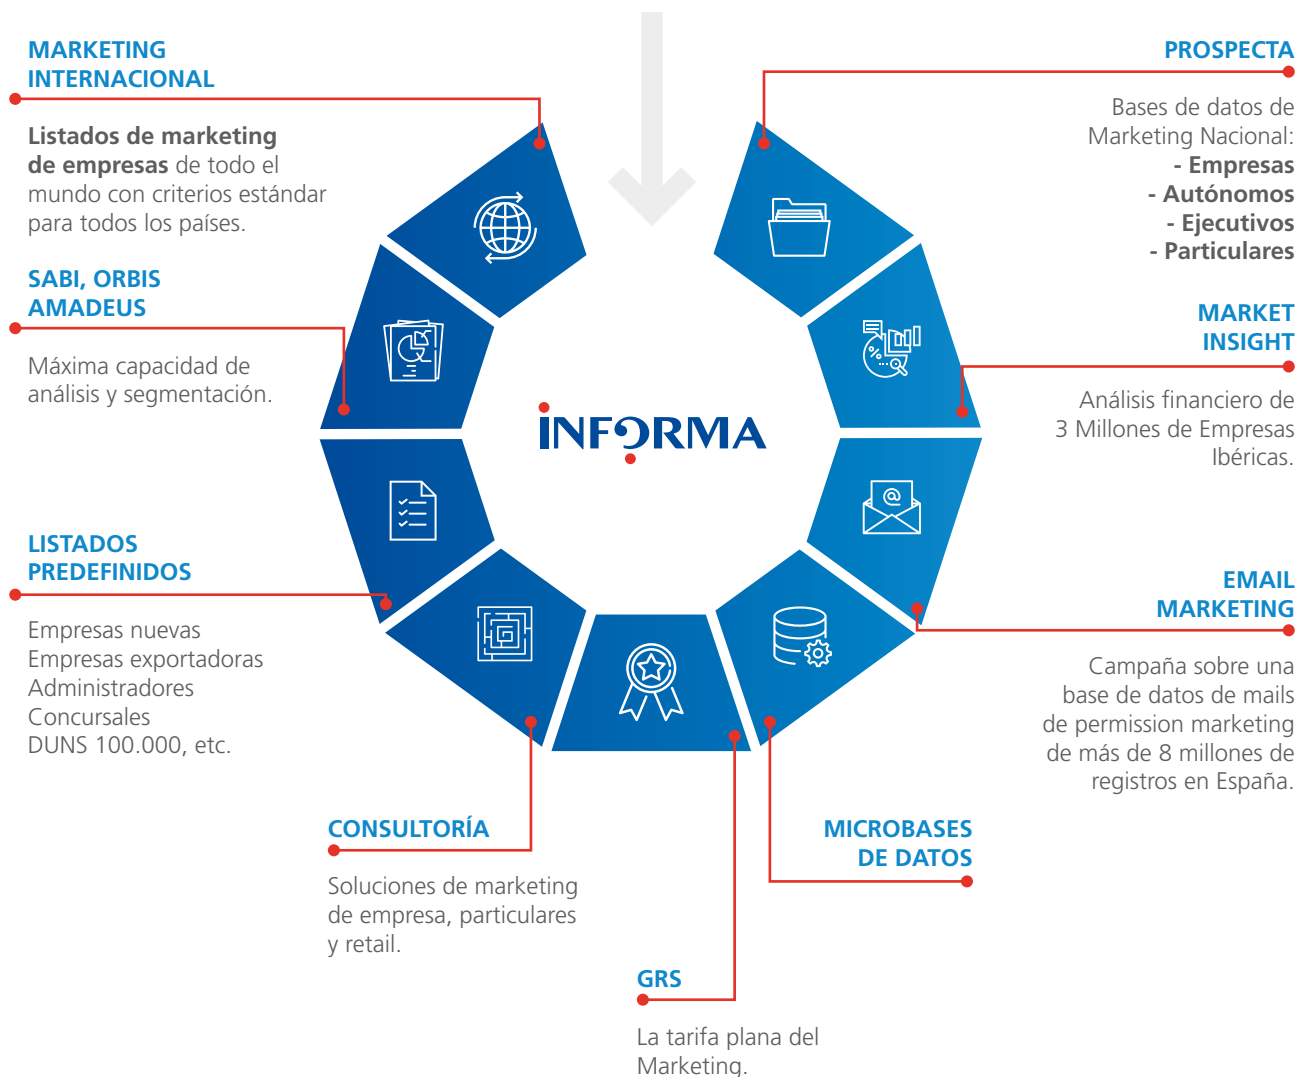 MARKETING
INTERNACIONAL
Listados de marketing
de empresas de todo el
mundo con criterios estándar
para todos los países.
SABI, ORBIS
AMADEUS
Máxima capacidad de
análisis y segmentación.
LISTADOS
PREDEFINIDOS
Empresas nuevas
Empresas exportadoras
Administradores
Concursales
DUNS 100.000, etc.
CONSULTORÍA
Soluciones de marketing
de empresa, particulares
y retail.
GRS
La tarifa plana del
Marketing.
MICROBASES
DE DATOS
EMAIL
MARKETING
Campaña sobre una
base de datos de mails
de permission marketing
de más de 8 millones de
registros en España.
MARKET
INSIGHT
Análisis financiero de
3 Millones de Empresas
Ibéricas.
PROSPECTA
Bases de datos de
Marketing Nacional:
- Empresas
- Autónomos
- Ejecutivos
- Particulares
INFORMA
%
@